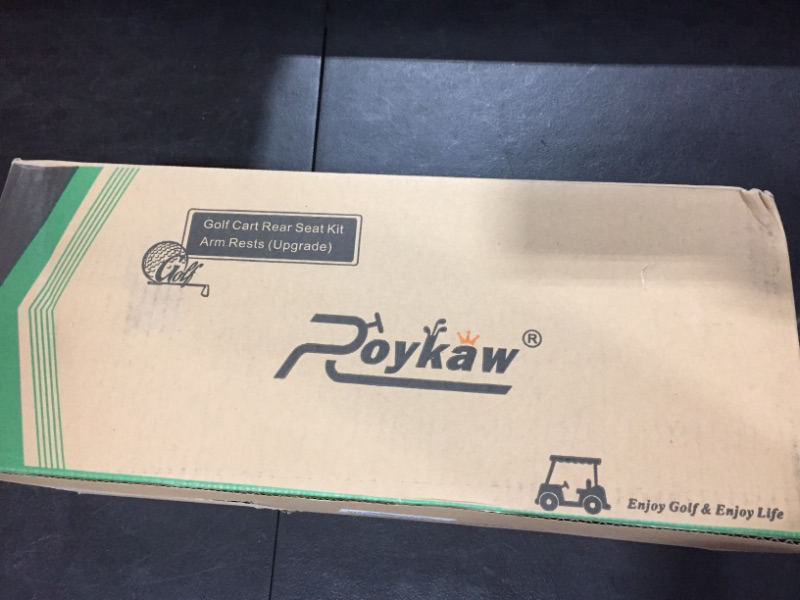 Golf Cart Rear Seat Kit
Arm Rests (Upgrade)
Golf
Roykaw®
Enjoy Golf & Enjoy Life